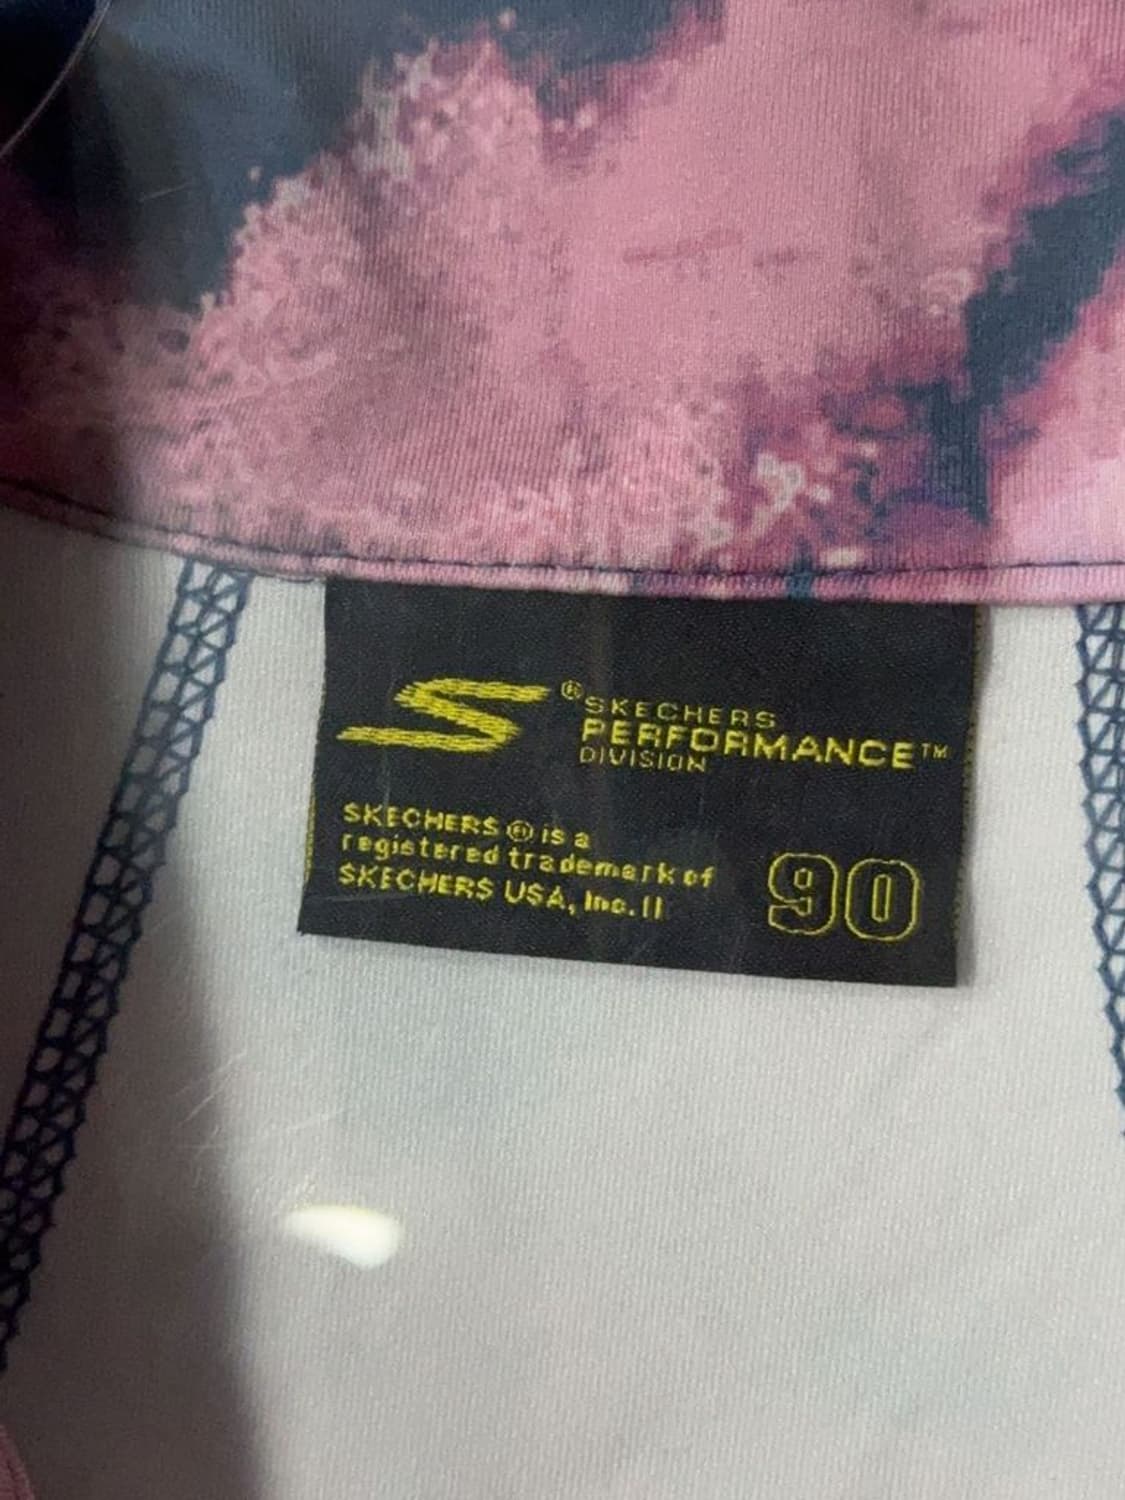 ® SKECHERS
PERFORMANCE™
DIVISION
SKECHERS ® is a
registered trademark of
SKECHERS USA, Inc. II
90